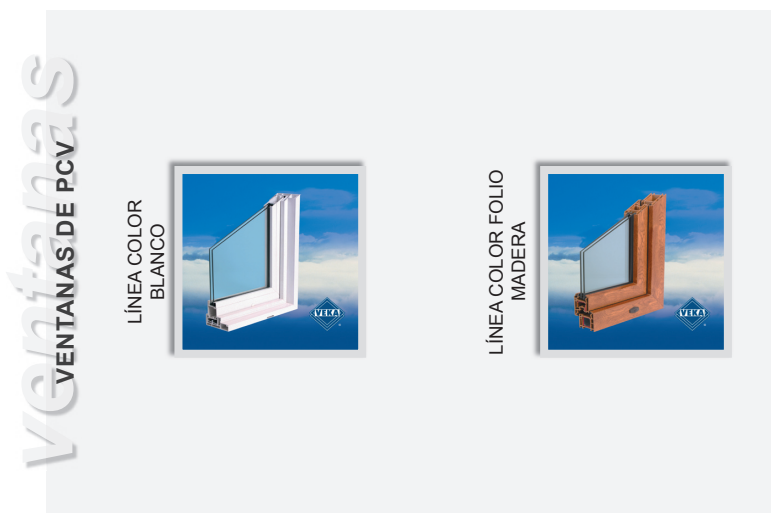 ventanas
VENTANAS DE PCV
LÍNEA COLOR
BLANCO
VEKA
LÍNEA COLOR FOLIO
MADERA
VEKA